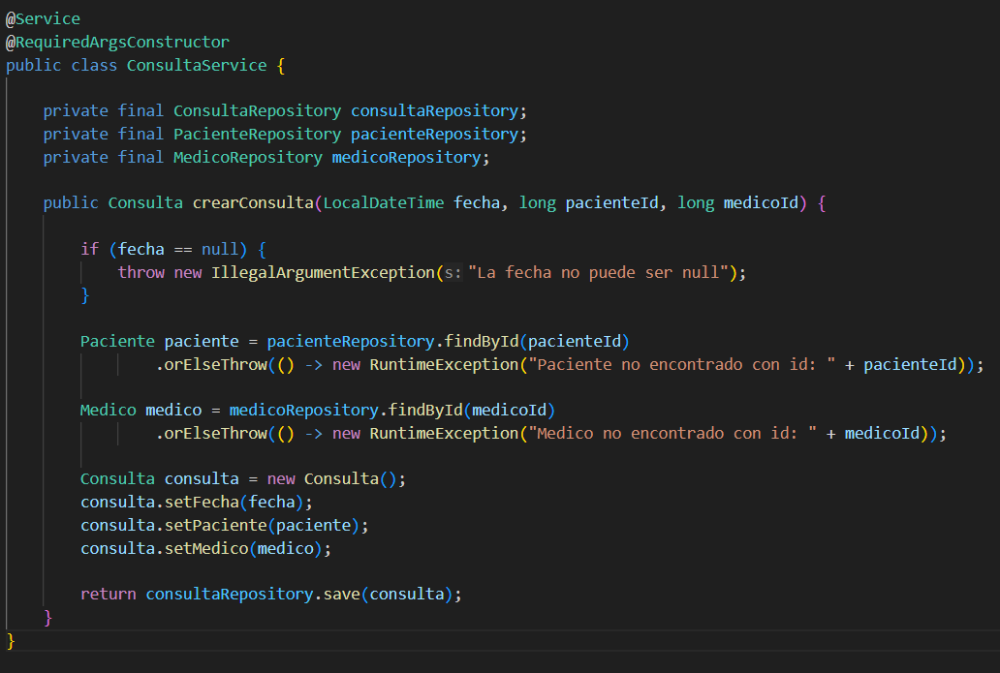 @Service
@RequiredArgsConstructor
public class ConsultaService {
private final ConsultaRepository consultaRepository;
private final PacienteRepository pacienteRepository;
private final MedicoRepository medicoRepository;
public Consulta crearConsulta(LocalDateTime fecha, long pacienteId, long medicoId) {
if (fecha == null) {
throw new IllegalArgumentException(s: "La fecha no puede ser null");
}
Paciente paciente = pacienteRepository.findById(pacienteId)
.orElseThrow(() -> new RuntimeException("Paciente no encontrado con id: " + pacienteId));
Medico medico = medicoRepository.findById(medicoId)
.orElseThrow(() -> new RuntimeException("Medico no encontrado con id: " + medicoId));
Consulta consulta = new Consulta();
consulta.setFecha(fecha);
consulta.setPaciente(paciente);
consulta.setMedico(medico);
return consultaRepository.save(consulta);
}
}